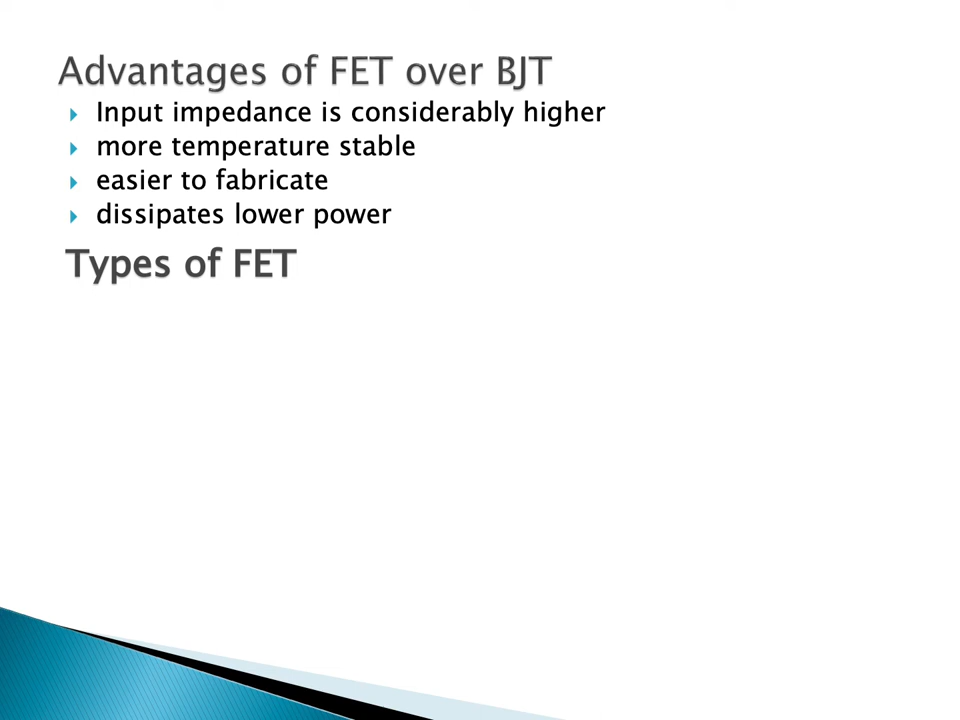 Advantages of FET over BJT
Input impedance is considerably higher
more temperature stable
easier to fabricate
dissipates lower power
Types of FET